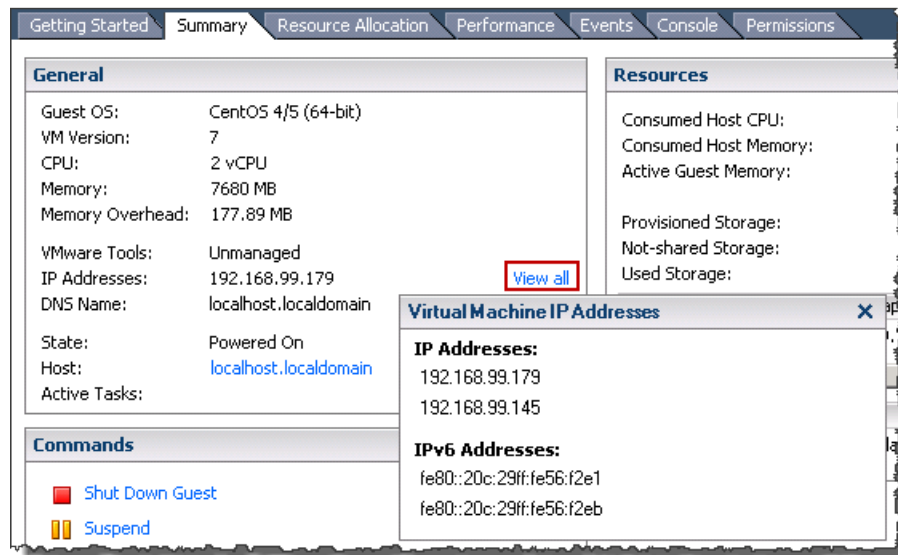 Getting Started Summary Resource Allocation Performance Events Console Permissions
General
Guest OS: CentOS 4/5 (64-bit)
VM Version: 7
CPU: 2 vCPU
Memory: 7680 MB
Memory Overhead: 177.89 MB
VMware Tools: Unmanaged
IP Addresses: 192.168.99.179 View all
DNS Name: localhost.localdomain
State: Powered On
Host: localhost.localdomain
Active Tasks:
Commands
Shut Down Guest
Suspend
Resources
Consumed Host CPU:
Consumed Host Memory:
Active Guest Memory:
Provisioned Storage:
Not-shared Storage:
Used Storage:
Virtual Machine IP Addresses
IP Addresses:
192.168.99.179
192.168.99.145
IPv6 Addresses:
fe80::20c:29ff:fe56:f2e1
fe80::20c:29ff:fe56:f2eb